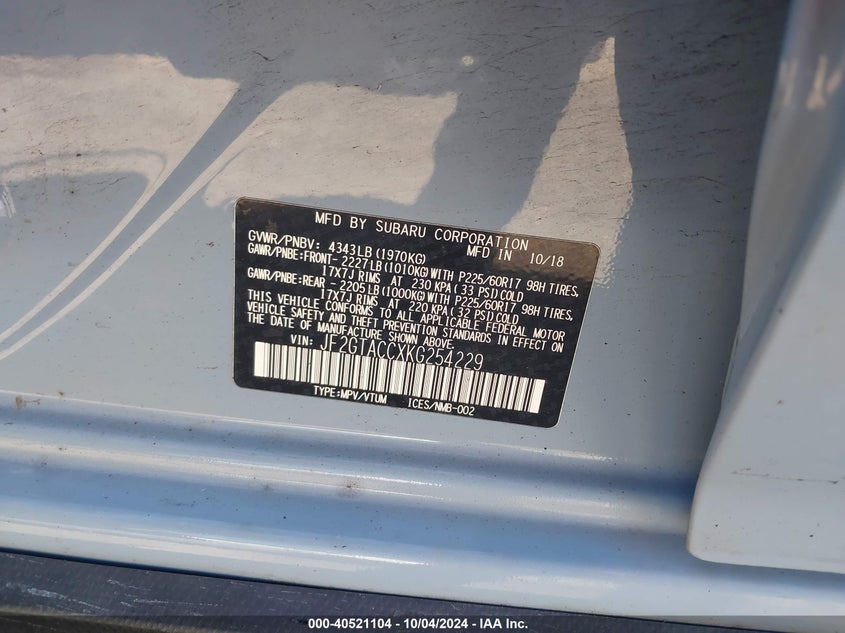 MFD BY SUBARU CORPORATION
GVWR/PNBV: 4343LB(1970KG) MFD IN 10/18
GAWR/PNBE:FRONT- 2227LB(1010KG)WITH P225/60R17 98H TIRES,
17X7J RIMS AT 230 KPA(33 PSI)COLD
GAWR/PNBE:REAR - 2205LB(1000KG)WITH P225/60R17 98H TIRES,
17X7J RIMS AT 220 KPA(32 PSI)COLD
THIS VEHICLE CONFORMS TO ALL APPLICABLE FEDERAL MOTOR
VEHICLE SAFETY AND THEFT PREVENTION STANDARDS IN EFFECT ON
THE DATE OF MANUFACTURE SHOWN ABOVE.
VIN: JF2GTACCXKG254229
TYPE:MPV/VTUM ICES/NMB-002
000-40521104 - 10/04/2024 - IAA Inc.